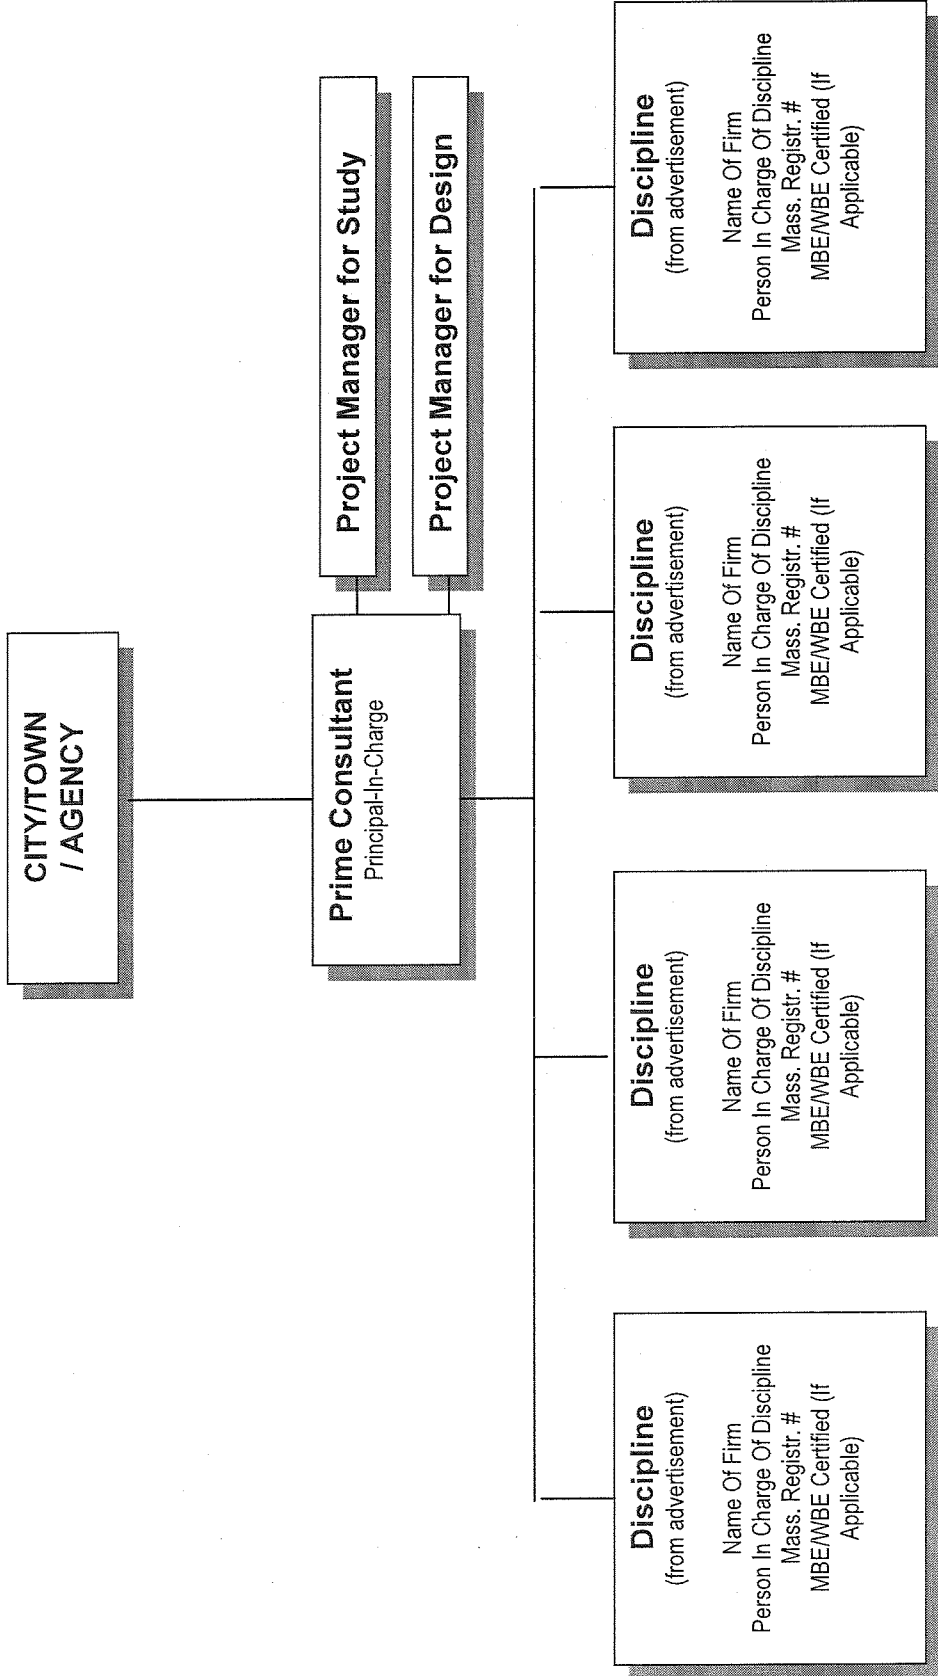 CITY/TOWN
/ AGENCY
Prime Consultant
Principal-In-Charge
Project Manager for Study
Project Manager for Design
Discipline
(from advertisement)
Name Of Firm
Person In Charge Of Discipline
Mass. Registr. #
MBE/WBE Certified (If
Applicable)
Discipline
(from advertisement)
Name Of Firm
Person In Charge Of Discipline
Mass. Registr. #
MBE/WBE Certified (If
Applicable)
Discipline
(from advertisement)
Name Of Firm
Person In Charge Of Discipline
Mass. Registr. #
MBE/WBE Certified (If
Applicable)
Discipline
(from advertisement)
Name Of Firm
Person In Charge Of Discipline
Mass. Registr. #
MBE/WBE Certified (If
Applicable)